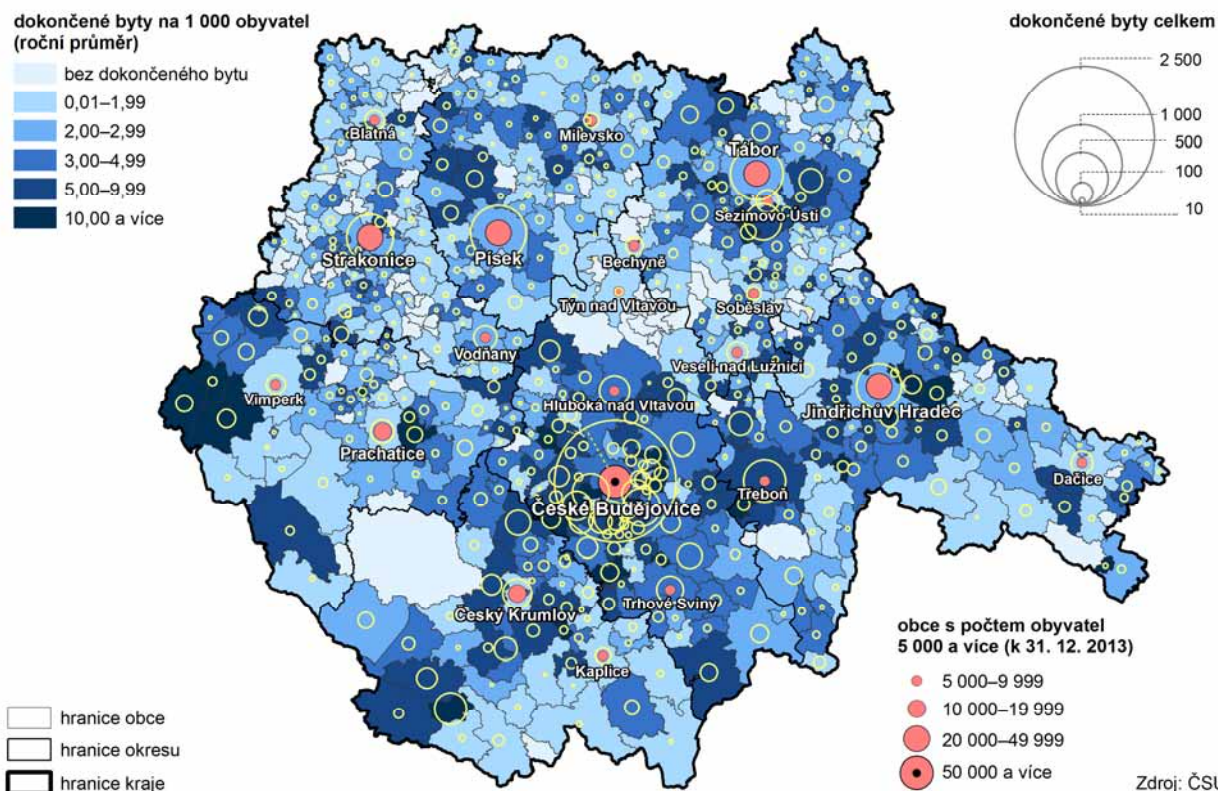 dokončené byty na 1 000 obyvatel
(roční průměr)
bez dokončeného bytu
0,01–1,99
2,00–2,99
3,00–4,99
5,00–9,99
10,00 a více
dokončené byty celkem
2 500
1 000
500
100
10
Blatná
Milevsko
Tábor
Sezimovo Ústí
Strakonice
Písek
Bechyně
Týn nad Vltavou
Soběslav
Vodňany
Veselí nad Lužnicí
Vimperk
Hluboká nad Vltavou
Jindřichův Hradec
Prachatice
Dačice
Třeboň
České Budějovice
Český Krumlov
Trhové Sviny
Kaplice
obce s počtem obyvatel
5 000 a více (k 31. 12. 2013)
5 000–9 999
10 000–19 999
20 000–49 999
50 000 a více
hranice obce
hranice okresu
hranice kraje
Zdroj: ČSÚ